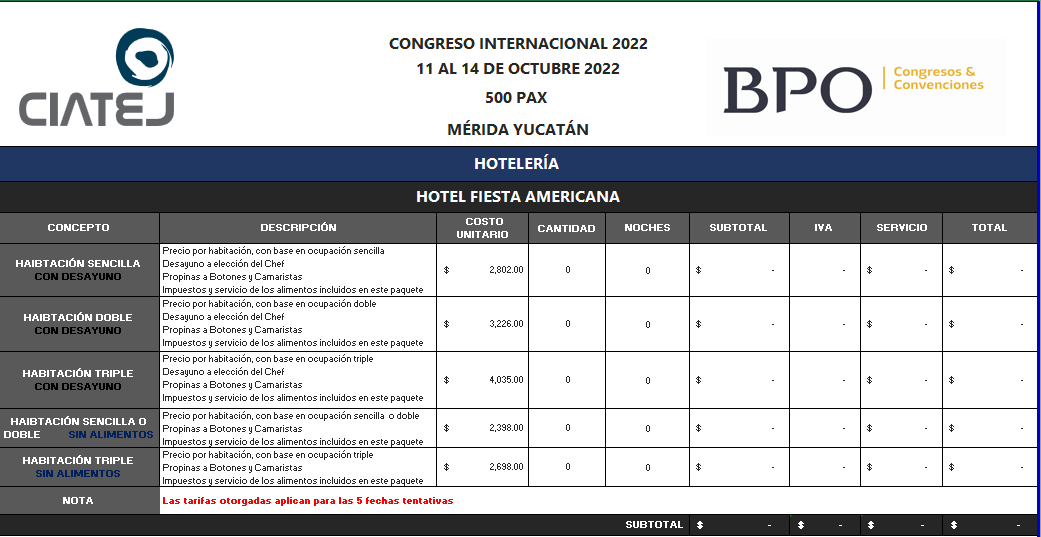 CIATEJ
CONGRESO INTERNACIONAL 2022
11 AL 14 DE OCTUBRE 2022
500 PAX
MÉRIDA YUCATÁN
BPO
Congresos &
Convenciones
HOTELERÍA
HOTEL FIESTA AMERICANA
CONCEPTO DESCRIPCIÓN COSTO UNITARIO CANTIDAD NOCHES SUBTOTAL IVA SERVICIO TOTAL
HAIBTACIÓN SENCILLA
CON DESAYUNO
Precio por habitación, con base en ocupación sencilla
Desayuno a elección del Chef
Propinas a Botones y Camaristas
Impuestos y servicio de los alimentos incluidos en este paquete
$ 2,802.00 0 0 $ - - $ - $ -
HAIBTACIÓN DOBLE
CON DESAYUNO
Precio por habitación, con base en ocupación doble
Desayuno a elección del Chef
Propinas a Botones y Camaristas
Impuestos y servicio de los alimentos incluidos en este paquete
$ 3,226.00 0 0 $ - - $ - $ -
HABITACIÓN TRIPLE
CON DESAYUNO
Precio por habitación, con base en ocupación triple
Desayuno a elección del Chef
Propinas a Botones y Camaristas
Impuestos y servicio de los alimentos incluidos en este paquete
$ 4,035.00 0 0 $ - - $ - $ -
HAIBTACIÓN SENCILLA O
DOBLE SIN ALIMENTOS
Precio por habitación, con base en ocupación sencilla o doble
Propinas a Botones y Camaristas
Impuestos y servicio de los alimentos incluidos en este paquete
$ 2,398.00 0 0 $ - - $ - $ -
HABITACIÓN TRIPLE
SIN ALIMENTOS
Precio por habitación, con base en ocupación triple
Propinas a Botones y Camaristas
Impuestos y servicio de los alimentos incluidos en este paquete
$ 2,698.00 0 0 $ - - $ - $ -
NOTA Las tarifas otorgadas aplican para las 5 fechas tentativas
SUBTOTAL $ - $ - $ - $ -